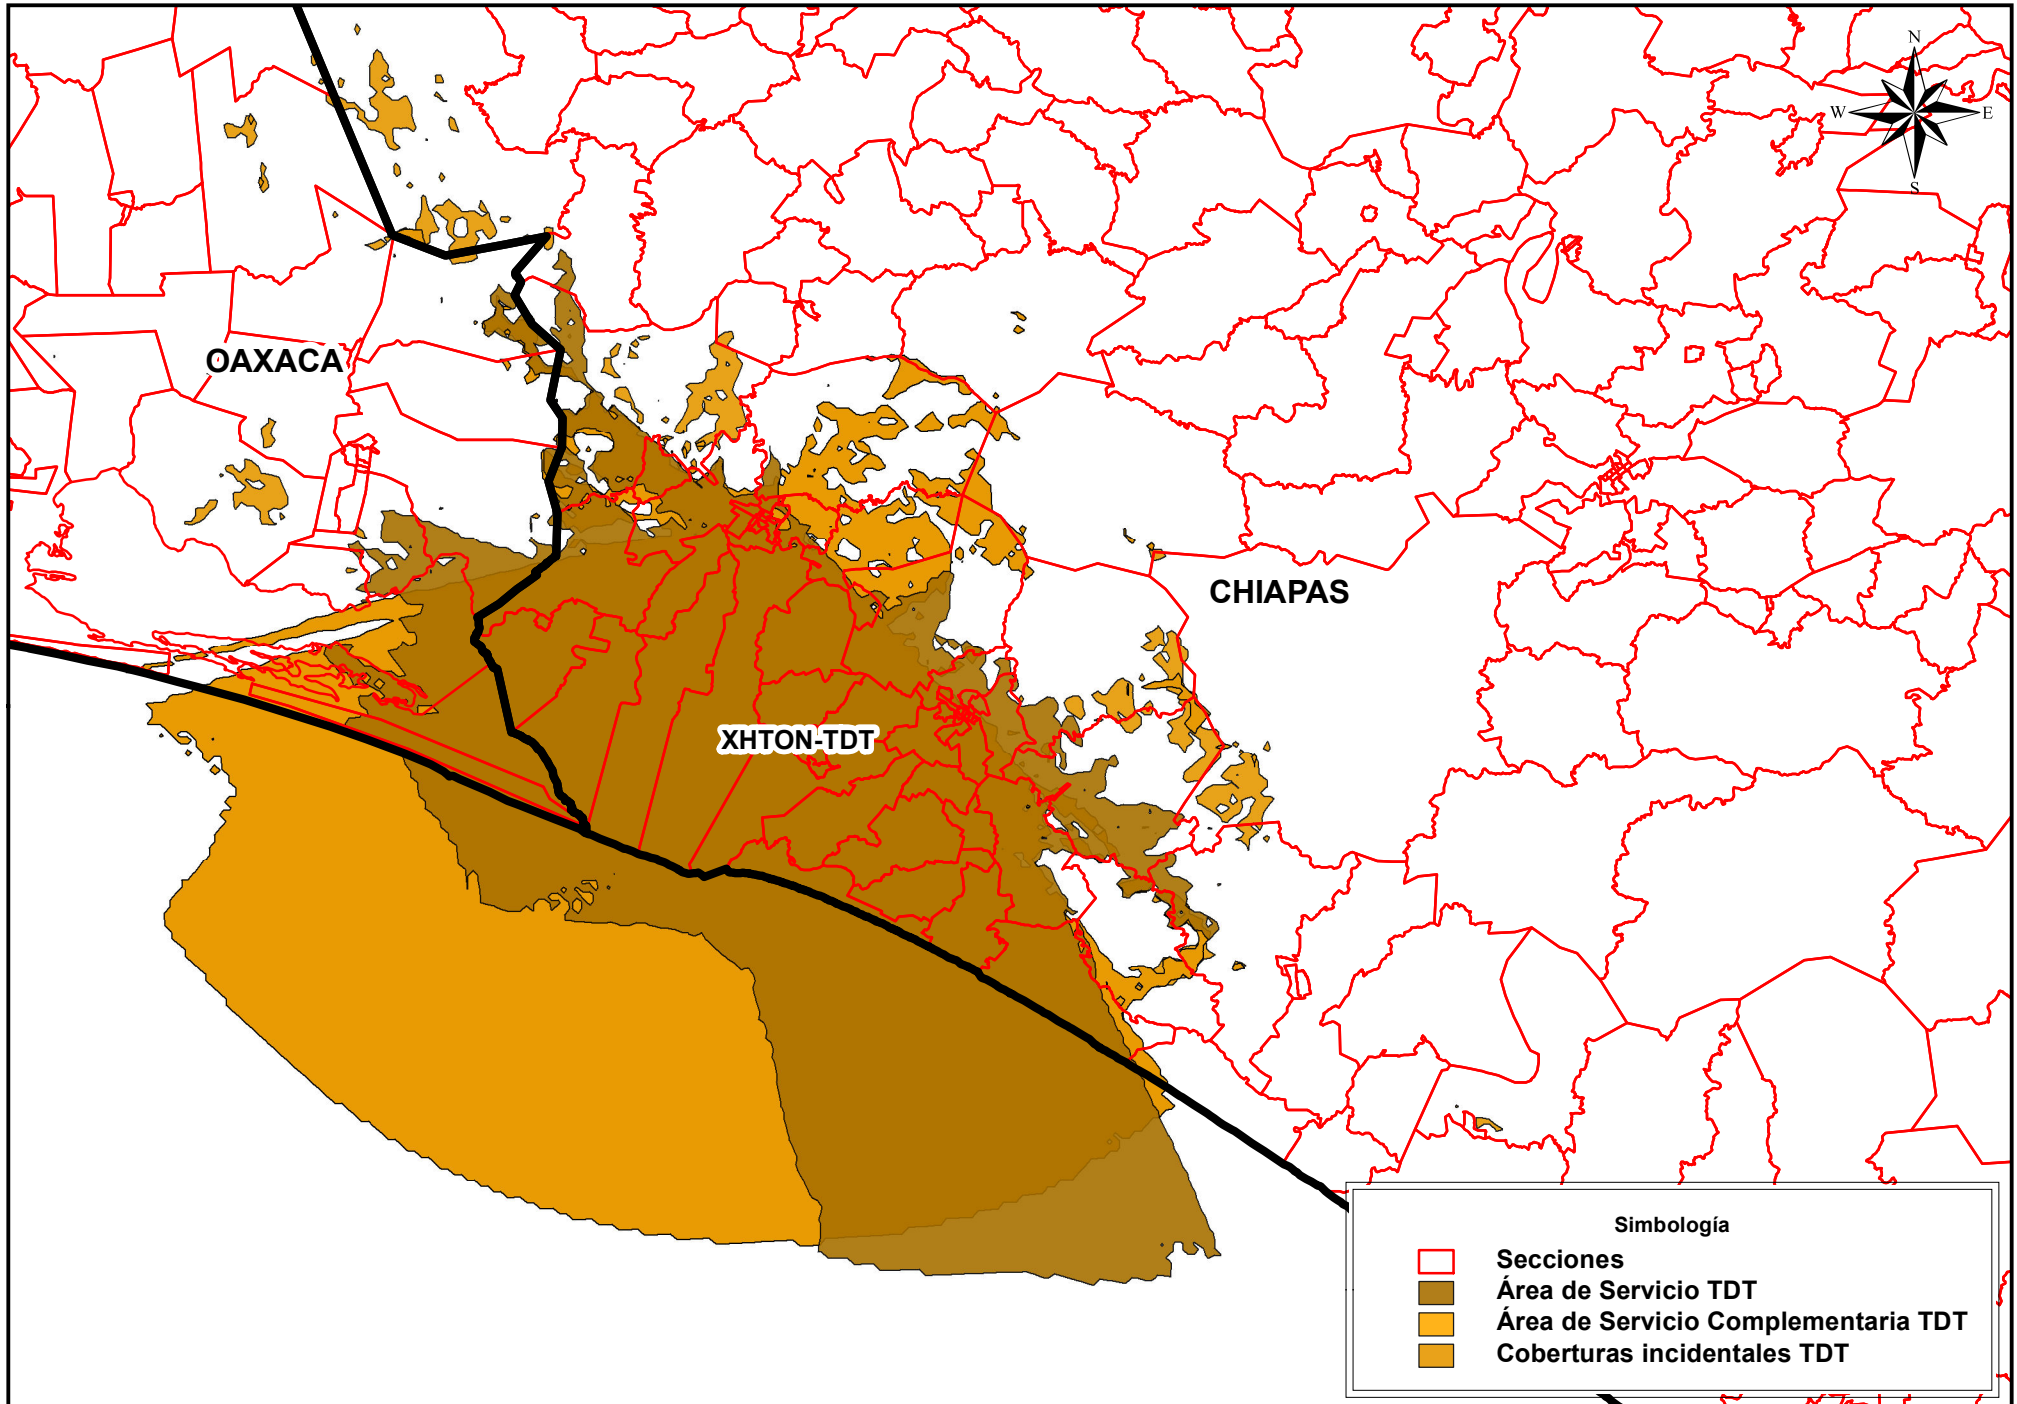 N
W
E
S
OAXACA
CHIAPAS
XHTON-TDT
Simbología
Secciones
Área de Servicio TDT
Área de Servicio Complementaria TDT
Coberturas incidentales TDT